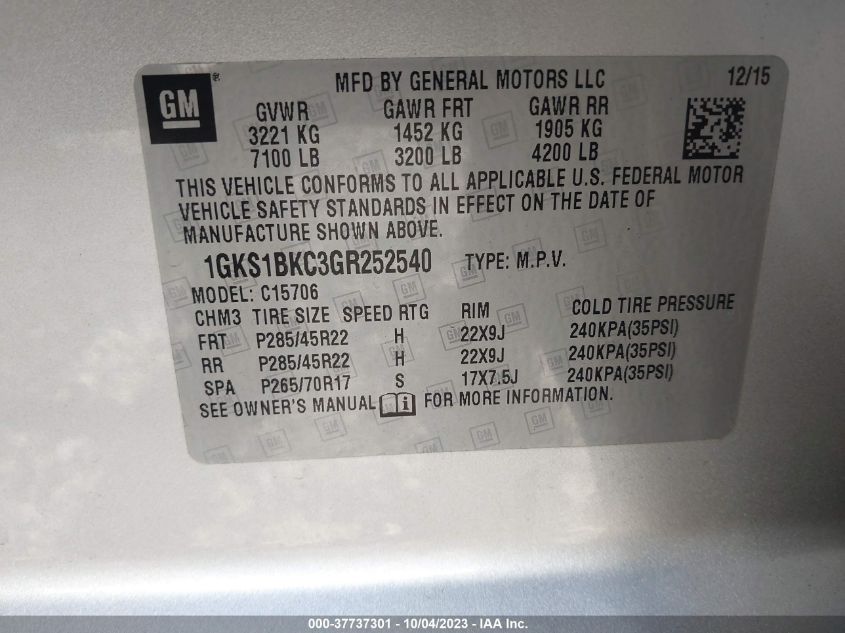 GM ®
MFD BY GENERAL MOTORS LLC 12/15
GVWR GAWR FRT GAWR RR
3221 KG 1452 KG 1905 KG
7100 LB 3200 LB 4200 LB
THIS VEHICLE CONFORMS TO ALL APPLICABLE U.S. FEDERAL MOTOR
VEHICLE SAFETY STANDARDS IN EFFECT ON THE DATE OF
MANUFACTURE SHOWN ABOVE.
1GKS1BKC3GR252540 TYPE: M.P.V.
MODEL: C15706
CHM3 TIRE SIZE SPEED RTG RIM COLD TIRE PRESSURE
FRT P285/45R22 H 22X9J 240KPA(35PSI)
RR P285/45R22 H 22X9J 240KPA(35PSI)
SPA P265/70R17 S 17X7.5J 240KPA(35PSI)
SEE OWNER'S MANUAL i FOR MORE INFORMATION.
000-37737301 - 10/04/2023 - IAA Inc.